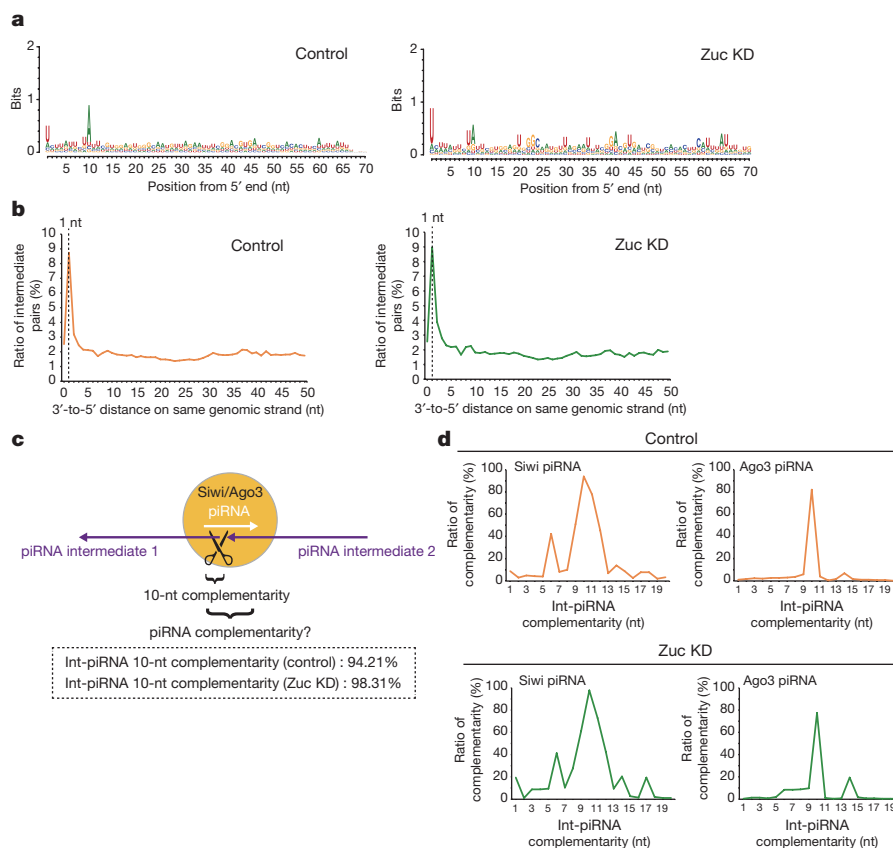 a
Control
Bits
2
1
0
5 10 15 20 25 30 35 40 45 50 55 60 65 70
Position from 5′ end (nt)
Zuc KD
Bits
2
1
0
5 10 15 20 25 30 35 40 45 50 55 60 65 70
Position from 5′ end (nt)
b
1 nt
Control
Ratio of intermediate
pairs (%)
10
9
8
7
6
5
4
3
2
1
0
0 5 10 15 20 25 30 35 40 45 50
3′-to-5′ distance on same genomic strand (nt)
1 nt
Zuc KD
Ratio of intermediate
pairs (%)
10
9
8
7
6
5
4
3
2
1
0
0 5 10 15 20 25 30 35 40 45 50
3′-to-5′ distance on same genomic strand (nt)
c
Siwi/Ago3
piRNA
piRNA intermediate 1
piRNA intermediate 2
10-nt complementarity
piRNA complementarity?
Int-piRNA 10-nt complementarity (control) : 94.21%
Int-piRNA 10-nt complementarity (Zuc KD) : 98.31%
d
Control
Siwi piRNA
Ratio of
complementarity (%)
100
80
60
40
20
0
1 3 5 7 9 11 13 15 17 19
Int-piRNA
complementarity (nt)
Ago3 piRNA
Ratio of
complementarity (%)
100
80
60
40
20
0
1 3 5 7 9 11 13 15 17 19
Int-piRNA
complementarity (nt)
Zuc KD
Siwi piRNA
Ratio of
complementarity (%)
100
80
60
40
20
0
1 3 5 7 9 11 13 15 17 19
Int-piRNA
complementarity (nt)
Ago3 piRNA
Ratio of
complementarity (%)
100
80
60
40
20
0
1 3 5 7 9 11 13 15 17 19
Int-piRNA
complementarity (nt)